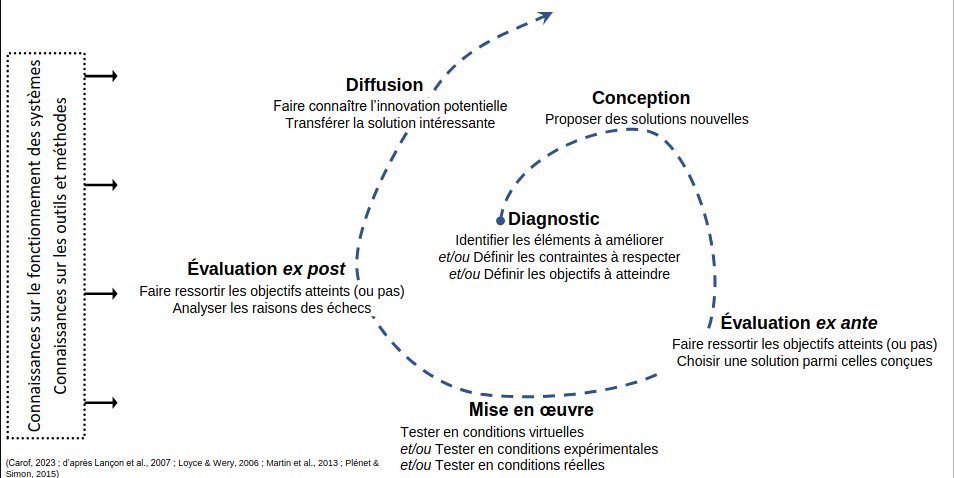 Connaissances sur le fonctionnement des systèmes
Connaissances sur les outils et méthodes
Diffusion
Faire connaître l'innovation potentielle
Transférer la solution intéressante
Conception
Proposer des solutions nouvelles
Diagnostic
Identifier les éléments à améliorer
et/ou Définir les contraintes à respecter
et/ou Définir les objectifs à atteindre
Évaluation ex post
Faire ressortir les objectifs atteints (ou pas)
Analyser les raisons des échecs
Évaluation ex ante
Faire ressortir les objectifs atteints (ou pas)
Choisir une solution parmi celles conçues
Mise en œuvre
Tester en conditions virtuelles
et/ou Tester en conditions expérimentales
et/ou Tester en conditions réelles
(Carof, 2023 ; d'après Lançon et al., 2007 ; Loyce & Wery, 2006 ; Martin et al., 2013 ; Plénet &
Simon, 2015)